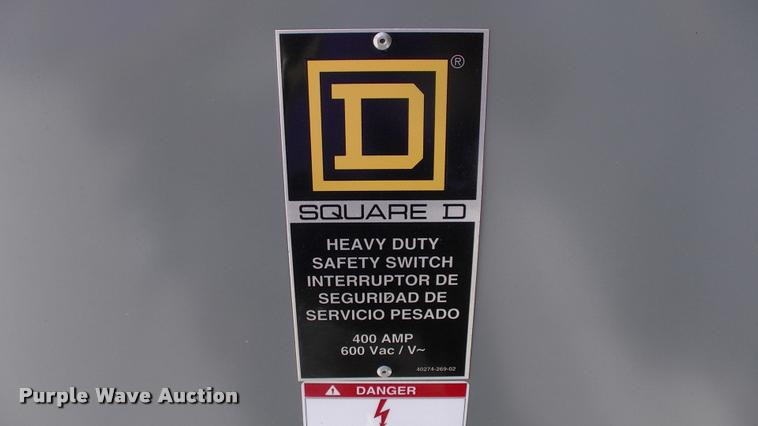 D®
SQUARE D
HEAVY DUTY
SAFETY SWITCH
INTERRUPTOR DE
SEGURIDAD DE
SERVICIO PESADO
400 AMP
600 Vac / V~
40274-269-02
DANGER
Purple Wave Auction